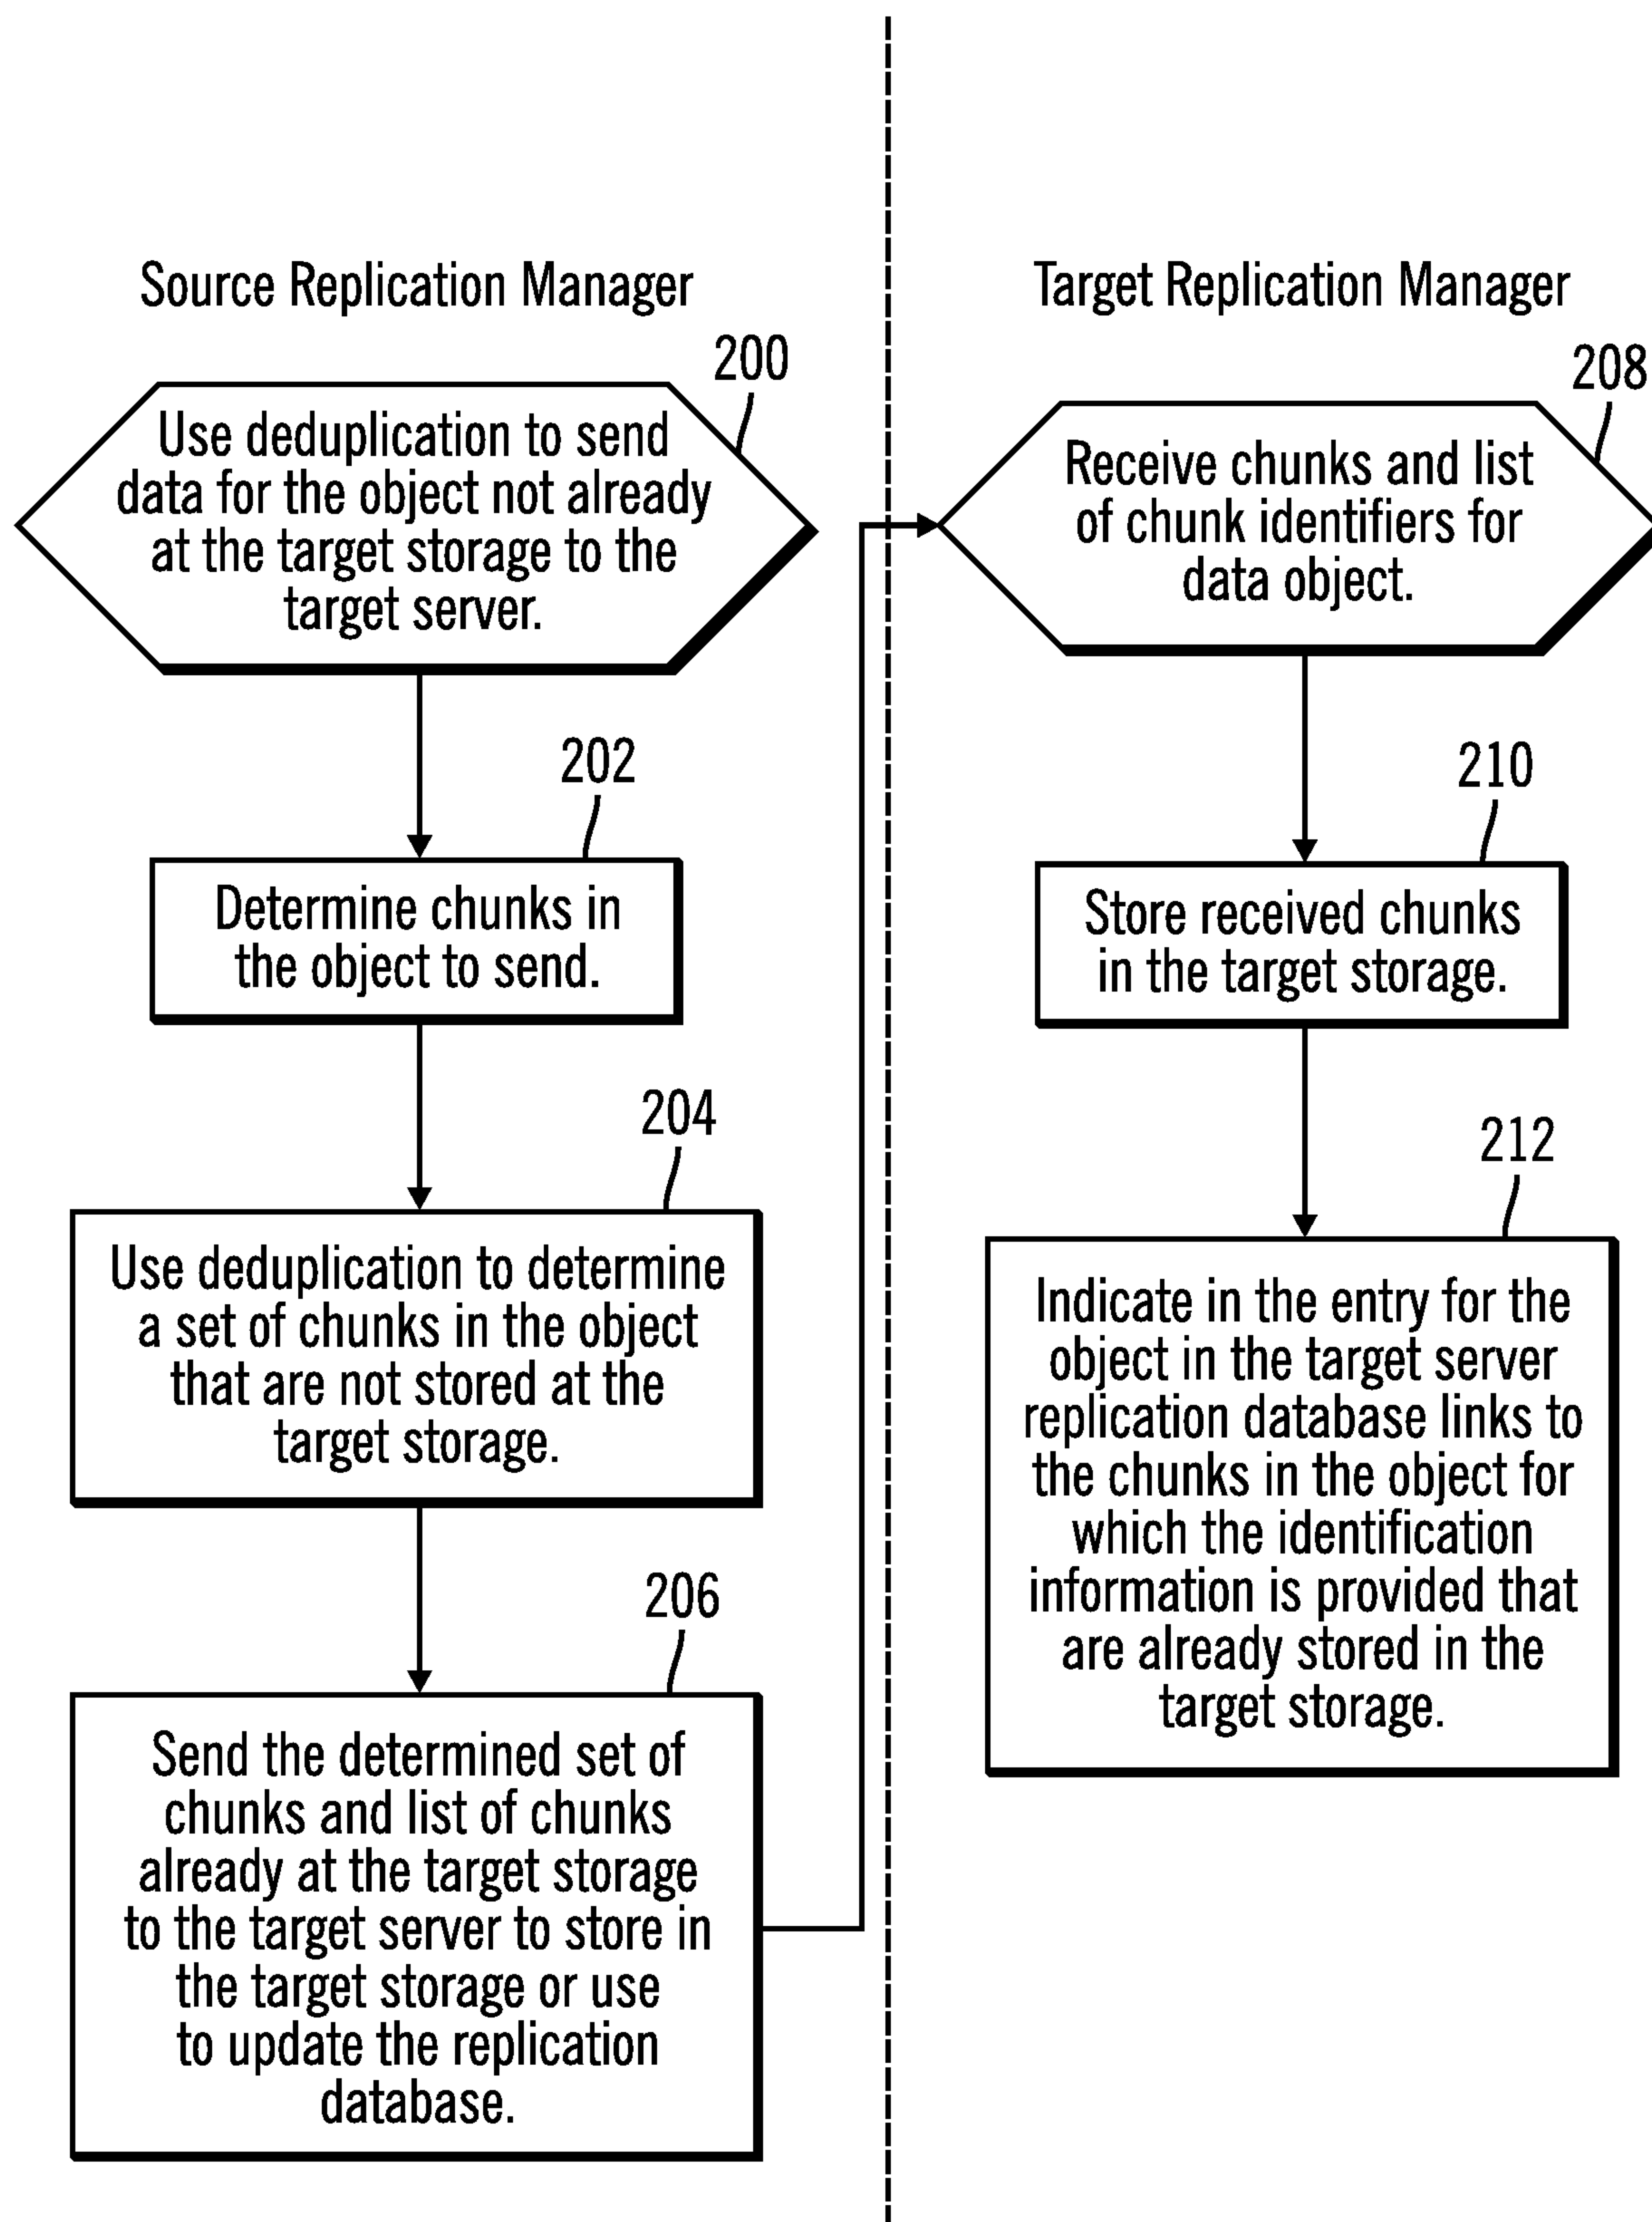 Source Replication Manager
200
Use deduplication to send
data for the object not already
at the target storage to the
target server.
202
Determine chunks in
the object to send.
204
Use deduplication to determine
a set of chunks in the object
that are not stored at the
target storage.
206
Send the determined set of
chunks and list of chunks
already at the target storage
to the target server to store in
the target storage or use
to update the replication
database.
Target Replication Manager
208
Receive chunks and list
of chunk identifiers for
data object.
210
Store received chunks
in the target storage.
212
Indicate in the entry for the
object in the target server
replication database links to
the chunks in the object for
which the identification
information is provided that
are already stored in the
target storage.